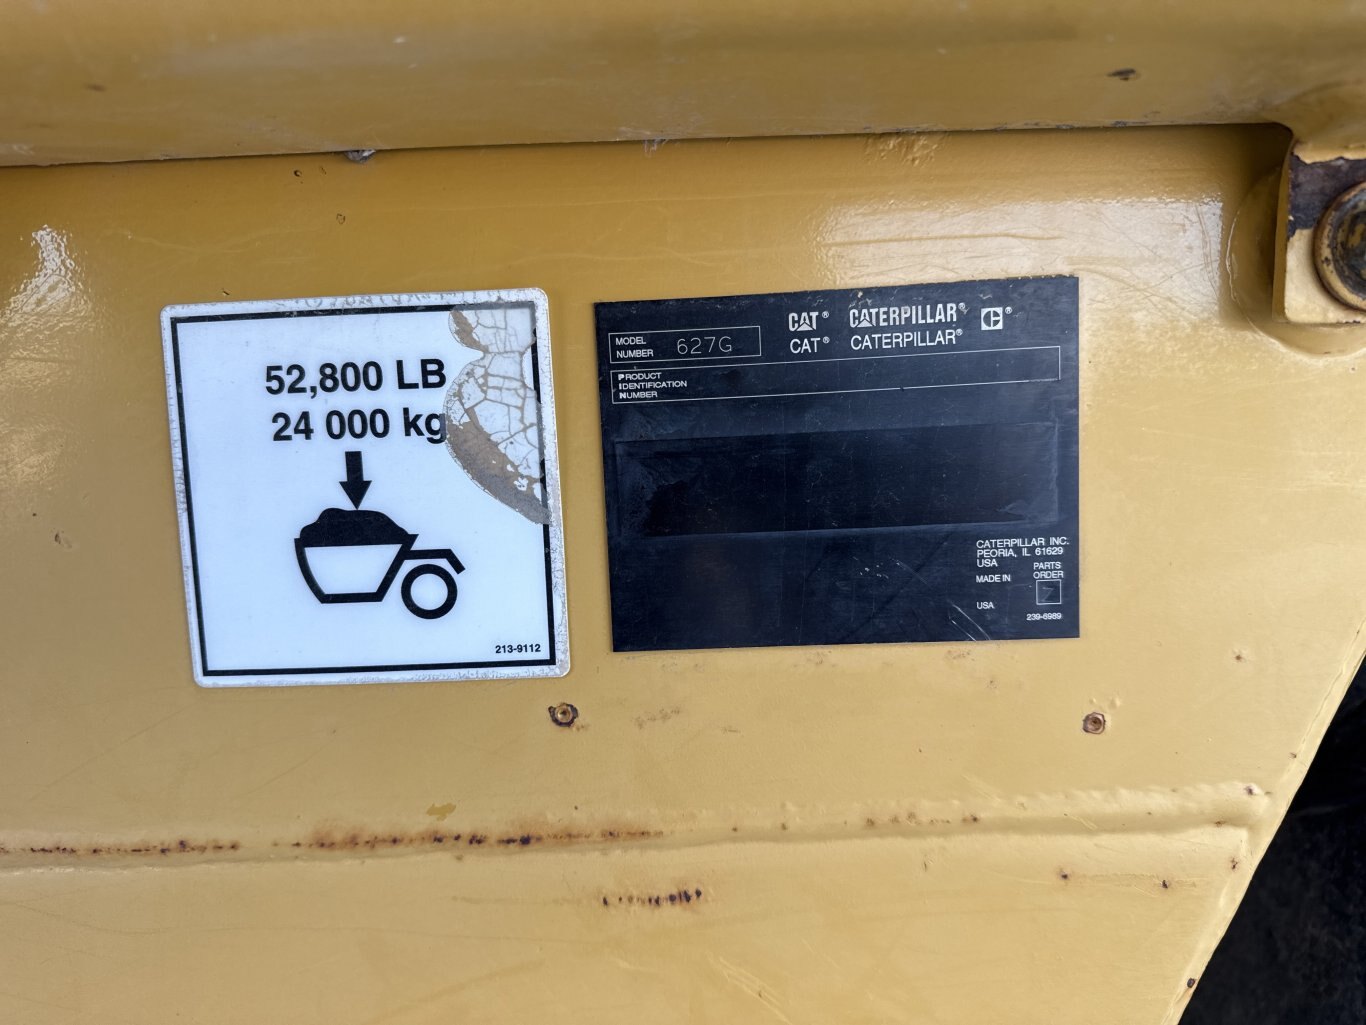 52,800 LB
24 000 kg
213-9112
MODEL
NUMBER
627G
CAT® CATERPILLAR® ®
CAT® CATERPILLAR®
PRODUCT
IDENTIFICATION
NUMBER
CATERPILLAR INC.
PEORIA, IL 61629
USA
MADE IN
USA
PARTS
ORDER
239-6989